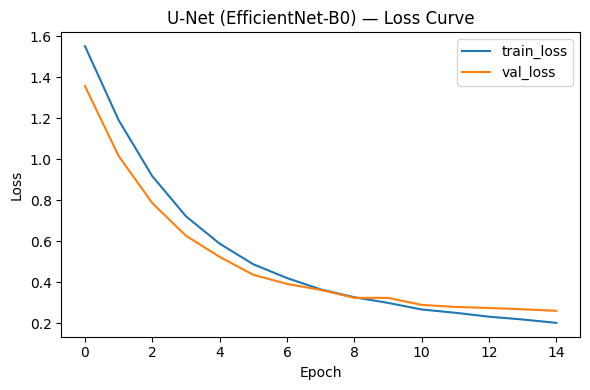 U-Net (EfficientNet-B0) — Loss Curve
train_loss
val_loss
1.6
1.4
1.2
1.0
0.8
0.6
0.4
0.2
Loss
0 2 4 6 8 10 12 14
Epoch